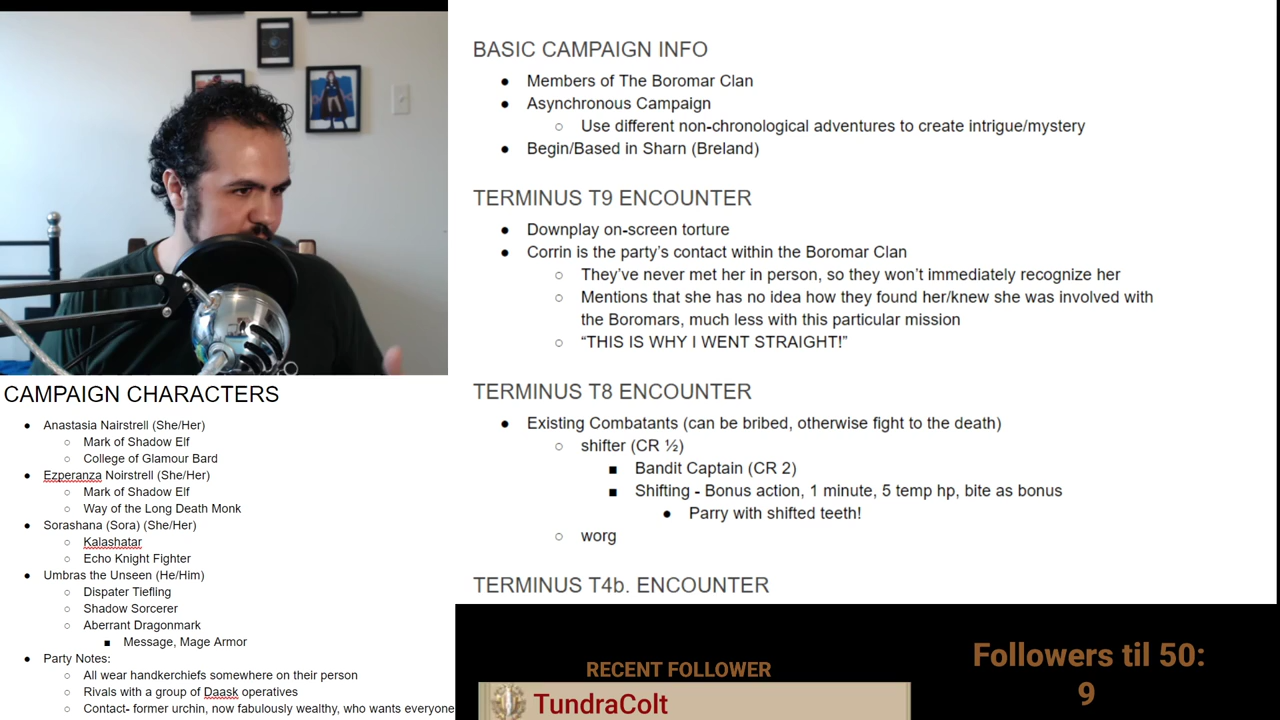 BASIC CAMPAIGN INFO
● Members of The Boromar Clan
● Asynchronous Campaign
○ Use different non-chronological adventures to create intrigue/mystery
● Begin/Based in Sharn (Breland)
TERMINUS T9 ENCOUNTER
● Downplay on-screen torture
● Corrin is the party's contact within the Boromar Clan
○ They've never met her in person, so they won't immediately recognize her
○ Mentions that she has no idea how they found her/knew she was involved with
the Boromars, much less with this particular mission
○ “THIS IS WHY I WENT STRAIGHT!”
TERMINUS T8 ENCOUNTER
● Existing Combatants (can be bribed, otherwise fight to the death)
○ shifter (CR ½)
■ Bandit Captain (CR 2)
■ Shifting - Bonus action, 1 minute, 5 temp hp, bite as bonus
● Parry with shifted teeth!
○ worg
TERMINUS T4b. ENCOUNTER
CAMPAIGN CHARACTERS
● Anastasia Nairstrell (She/Her)
○ Mark of Shadow Elf
○ College of Glamour Bard
● Ezperanza Noirstrell (She/Her)
○ Mark of Shadow Elf
○ Way of the Long Death Monk
● Sorashana (Sora) (She/Her)
○ Kalashatar
○ Echo Knight Fighter
● Umbras the Unseen (He/Him)
○ Dispater Tiefling
○ Shadow Sorcerer
○ Aberrant Dragonmark
■ Message, Mage Armor
● Party Notes:
○ All wear handkerchiefs somewhere on their person
○ Rivals with a group of Daask operatives
○ Contact- former urchin, now fabulously wealthy, who wants everyone
RECENT FOLLOWER
TundraColt
Followers til 50:
9